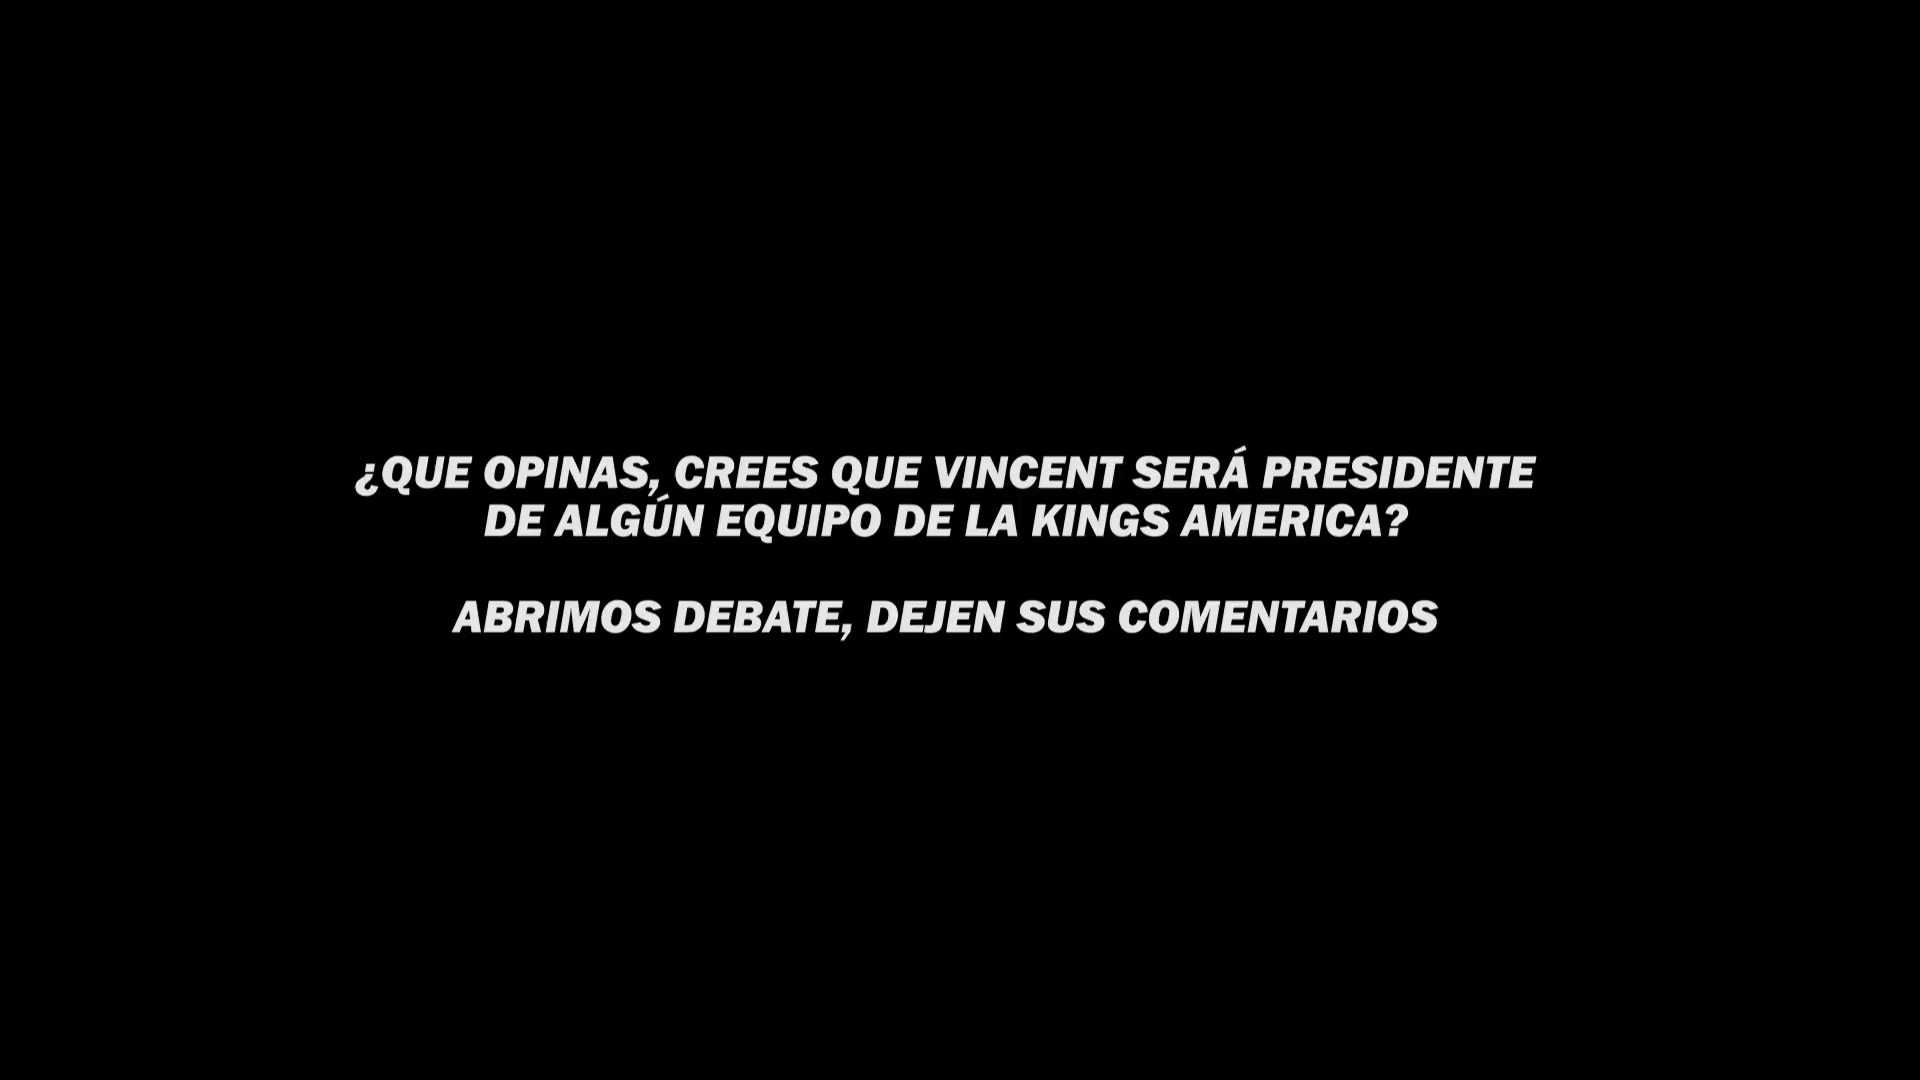 ¿QUE OPINAS, CREES QUE VINCENT SERÁ PRESIDENTE
DE ALGÚN EQUIPO DE LA KINGS AMERICA?
ABRIMOS DEBATE, DEJEN SUS COMENTARIOS